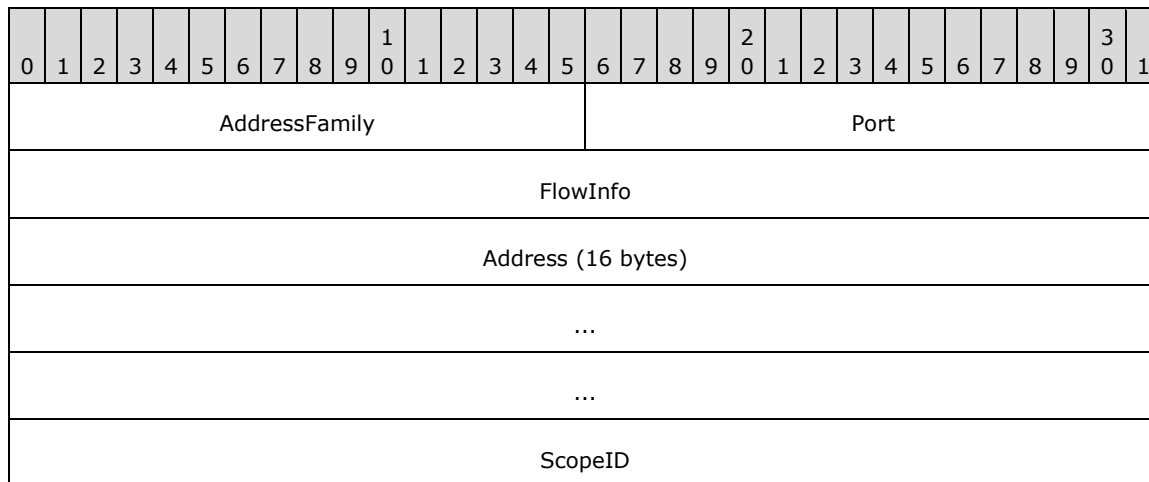 1 2 3
0 1 2 3 4 5 6 7 8 9 0 1 2 3 4 5 6 7 8 9 0 1 2 3 4 5 6 7 8 9 0 1
AddressFamily Port
FlowInfo
Address (16 bytes)
...
...
ScopeID